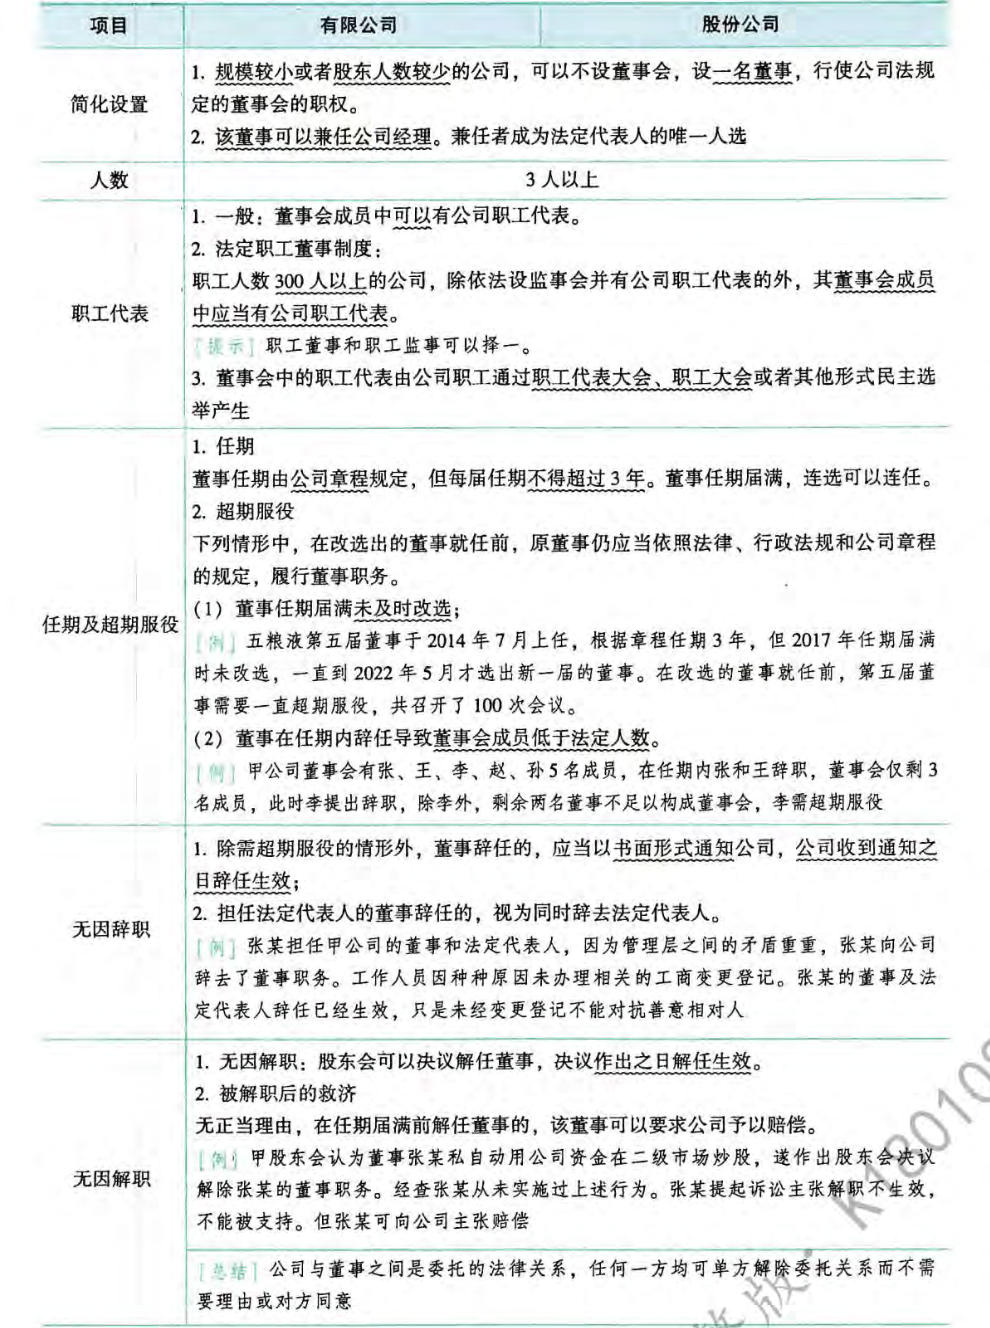 项目 有限公司 股份公司
简化设置
1. 规模较小或者股东人数较少的公司，可以不设董事会，设一名董事，行使公司法规
定的董事会的职权。
2. 该董事可以兼任公司经理。兼任者成为法定代表人的唯一人选
人数 3人以上
职工代表
1. 一般：董事会成员中可以有公司职工代表。
2. 法定职工董事制度：
职工人数300人以上的公司，除依法设监事会并有公司职工代表的外，其董事会成员
中应当有公司职工代表。
［提示］职工董事和职工监事可以择一。
3. 董事会中的职工代表由公司职工通过职工代表大会、职工大会或者其他形式民主选
举产生
任期及超期服役
1. 任期
董事任期由公司章程规定，但每届任期不得超过3年。董事任期届满，连选可以连任。
2. 超期服役
下列情形中，在改选出的董事就任前，原董事仍应当依照法律、行政法规和公司章程
的规定，履行董事职务。
(1) 董事任期届满未及时改选；
［例］五粮液第五届董事于2014年7月上任，根据章程任期3年，但2017年任期届满
时未改选，一直到2022年5月才选出新一届的董事。在改选的董事就任前，第五届董
事需要一直超期服役，共召开了100次会议。
(2) 董事在任期内辞任导致董事会成员低于法定人数。
［例］甲公司董事会有张、王、李、赵、孙5名成员，在任期内张和王辞职，董事会仅剩3
名成员，此时李提出辞职，除李外，剩余两名董事不足以构成董事会，李需超期服役
无因辞职
1. 除需超期服役的情形外，董事辞任的，应当以书面形式通知公司，公司收到通知之
日辞任生效；
2. 担任法定代表人的董事辞任的，视为同时辞去法定代表人。
［例］张某担任甲公司的董事和法定代表人，因为管理层之间的矛盾重重，张某向公司
辞去了董事职务。工作人员因种种原因未办理相关的工商变更登记。张某的董事及法
定代表人辞任已经生效，只是未经变更登记不能对抗善意相对人
无因解职
1. 无因解职：股东会可以决议解任董事，决议作出之日解任生效。
2. 被解职后的救济
无正当理由，在任期届满前解任董事的，该董事可以要求公司予以赔偿。
［例］甲股东会认为董事张某私自动用公司资金在二级市场炒股，遂作出股东会决议
解除张某的董事职务。经查张某从未实施过上述行为。张某提起诉讼主张解职不生效，
不能被支持。但张某可向公司主张赔偿
［总结］公司与董事之间是委托的法律关系，任何一方均可单方解除委托关系而不需
要理由或对方同意
版·K18010